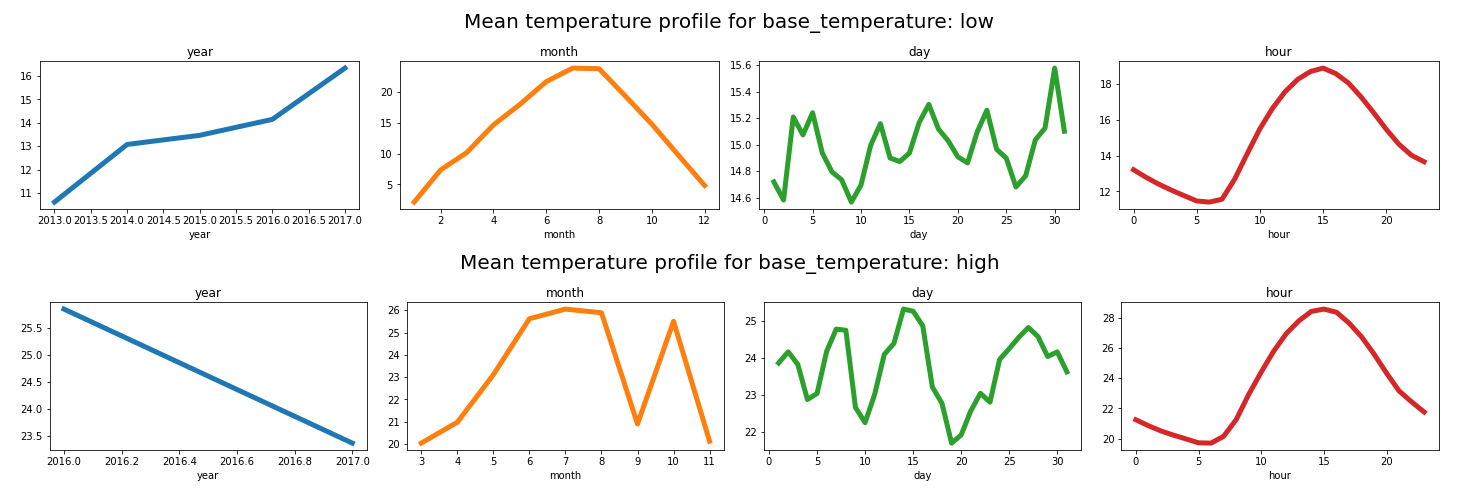 Mean temperature profile for base_temperature: low
year month day hour
16 15 14 13 12 11
2013.0 2013.5 2014.0 2014.5 2015.0 2015.5 2016.0 2016.5 2017.0
year
20 15 10 5
2 4 6 8 10 12
month
15.6 15.4 15.2 15.0 14.8 14.6
0 5 10 15 20 25 30
day
18 16 14 12
0 5 10 15 20
hour
Mean temperature profile for base_temperature: high
year month day hour
25.5 25.0 24.5 24.0 23.5
2016.0 2016.2 2016.4 2016.6 2016.8 2017.0
year
26 25 24 23 22 21 20
3 4 5 6 7 8 9 10 11
month
25 24 23 22
0 5 10 15 20 25 30
day
28 26 24 22 20
0 5 10 15 20
hour